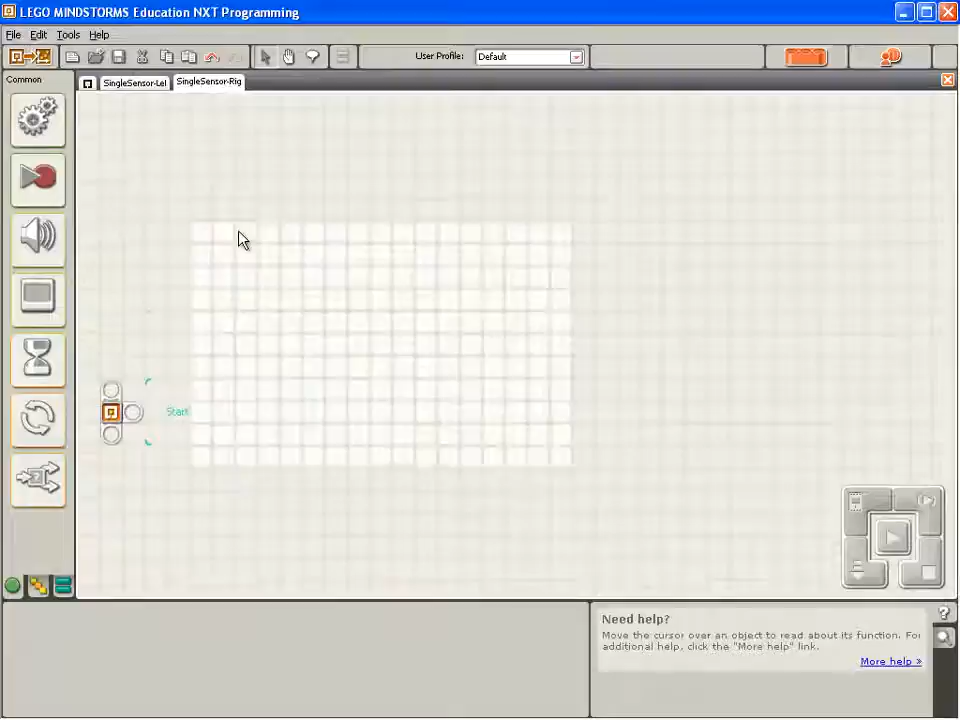 LEGO MINDSTORMS Education NXT Programming
File Edit Tools Help
User Profile: Default
Common
SingleSensor-Lef SingleSensor-Rig
Start
Need help?
Move the cursor over an object to read about its function. For
additional help, click the "More help" link.
More help »